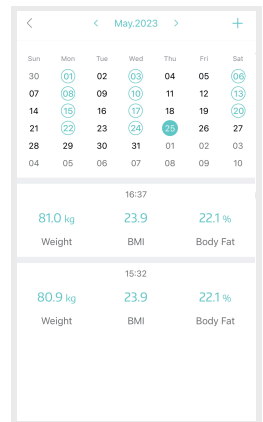 May.2023
Sun Mon Tue Wed Thu Fri Sat
30 01 02 03 04 05 06
07 08 09 10 11 12 13
14 15 16 17 18 19 20
21 22 23 24 25 26 27
28 29 30 31 01 02 03
04 05 06 07 08 09 10
16:37
81.0 kg 23.9 22.1 %
Weight BMI Body Fat
15:32
80.9 kg 23.9 22.1 %
Weight BMI Body Fat